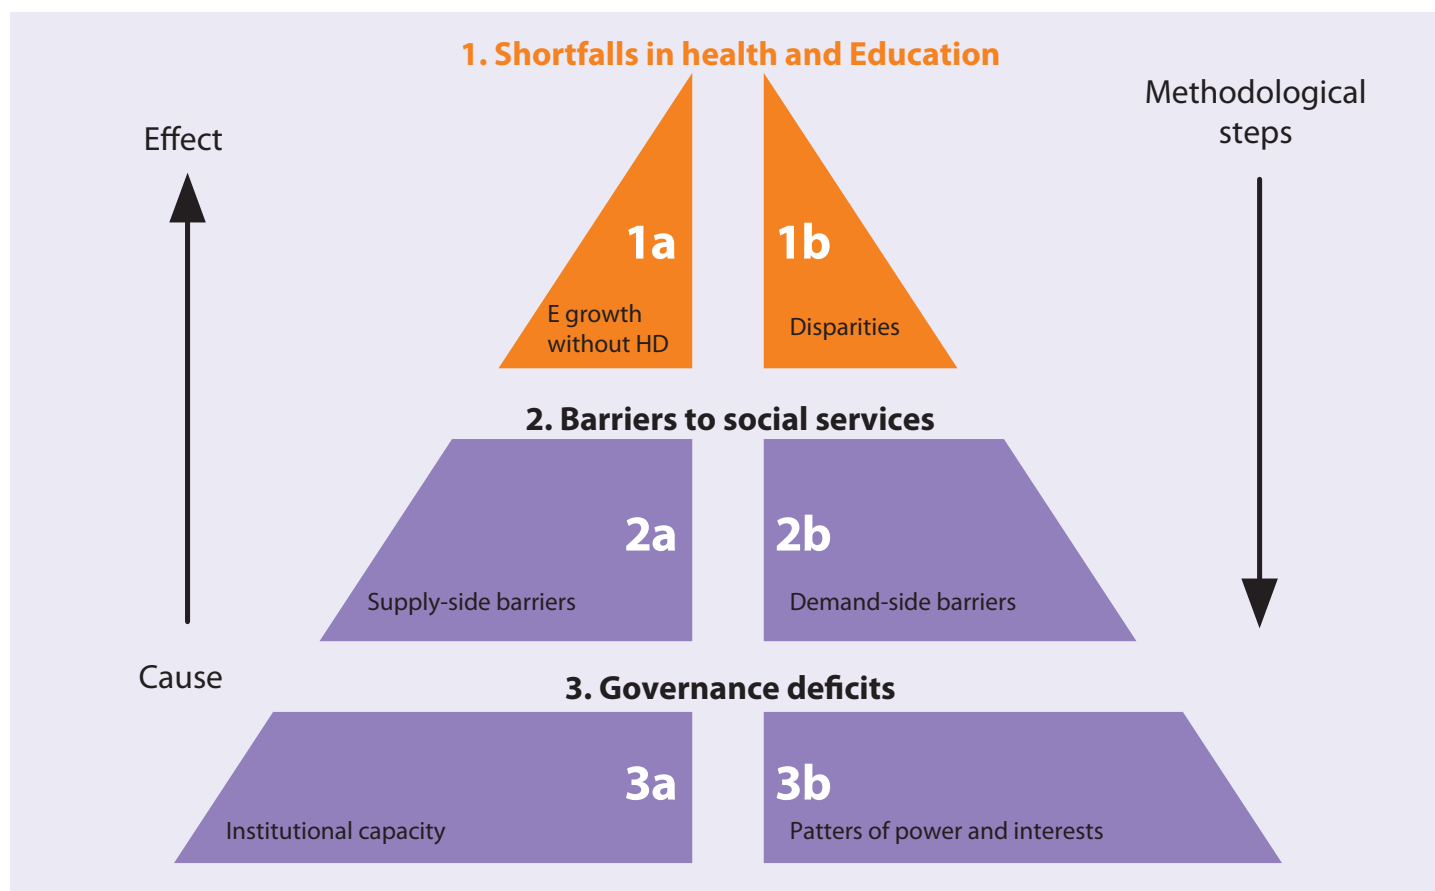 1. Shortfalls in health and Education
Methodological
steps
Effect
1a
1b
E growth
without HD
Disparities
2. Barriers to social services
2a
2b
Supply-side barriers
Demand-side barriers
Cause
3. Governance deficits
3a
3b
Institutional capacity
Patters of power and interests